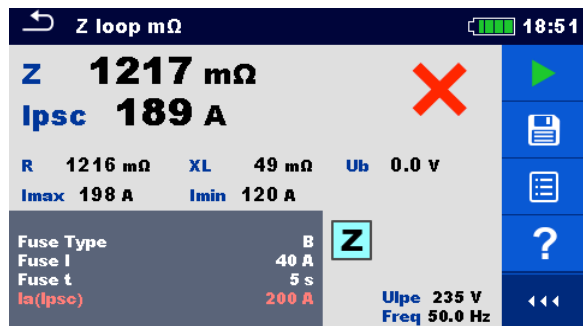 Z loop mΩ 18:51
Z 1217 mΩ
Ipsc 189 A
R 1216 mΩ XL 49 mΩ Ub 0.0 V
Imax 198 A Imin 120 A
Fuse Type B
Fuse I 40 A
Fuse t 5 s
Ia(Ipsc) 200 A
Z
Ulpe 235 V
Freq 50.0 Hz
?